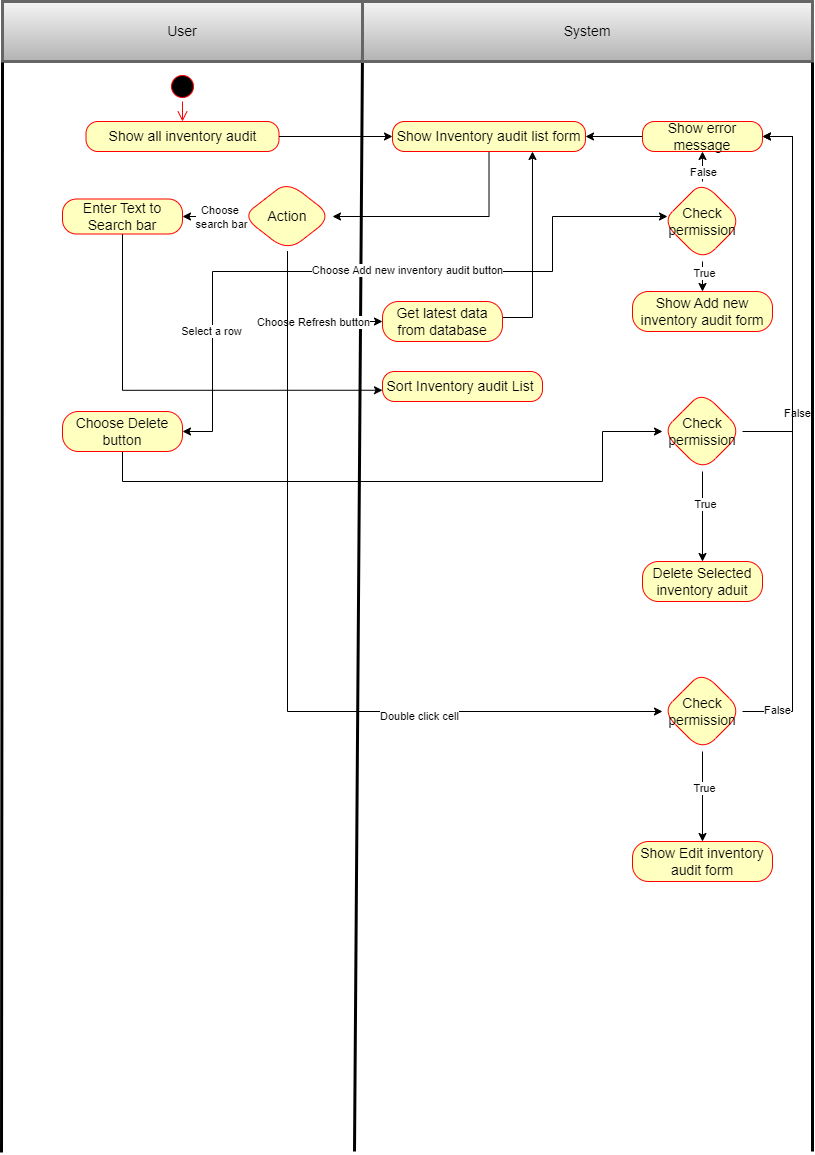 User
System
Show all inventory audit
Show Inventory audit list form
Show error
message
False
Enter Text to
Search bar
Choose
search bar
Action
Check
permission
Choose Add new inventory audit button
True
Show Add new
inventory audit form
Select a row
Choose Refresh button
Get latest data
from database
Sort Inventory audit List
Choose Delete
button
Check
permission
False
True
Delete Selected
inventory aduit
Double click cell
Check
permission
False
True
Show Edit inventory
audit form